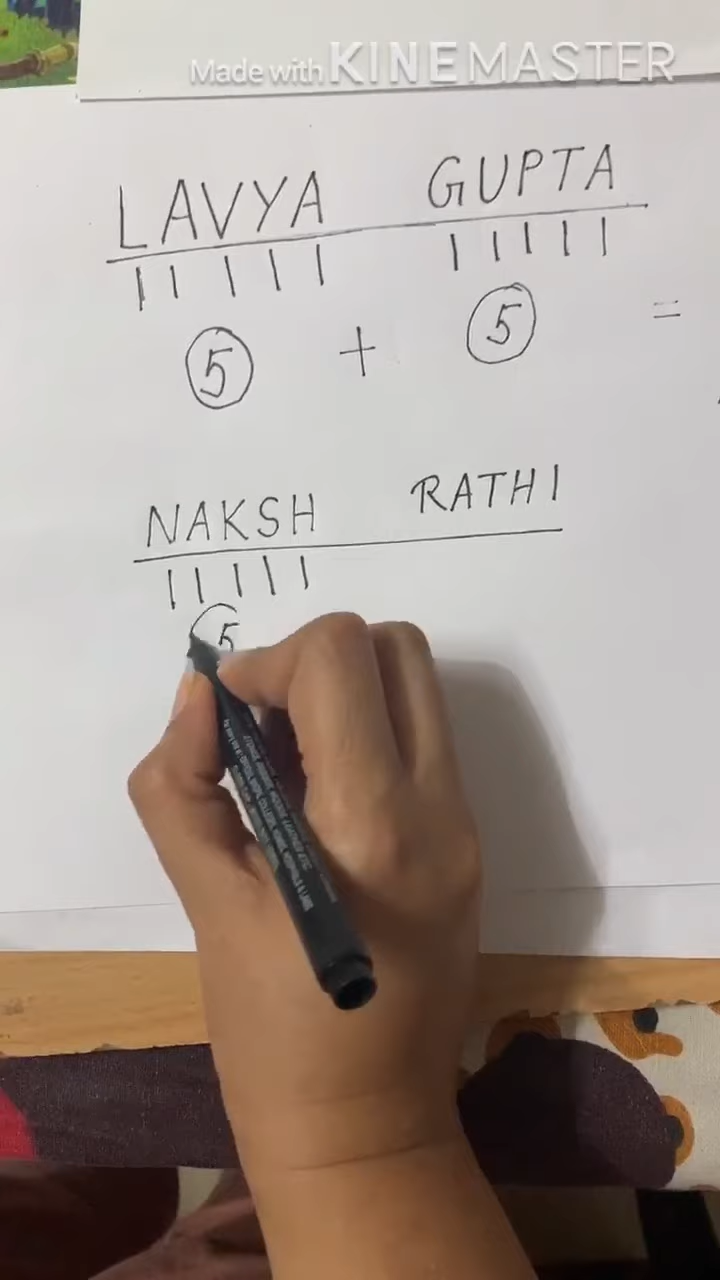 Made with KINEMASTER
LAVYA GUPTA
| | | | | | | | | |
5 + 5 =
NAKSH RATHI
| | | | |
5